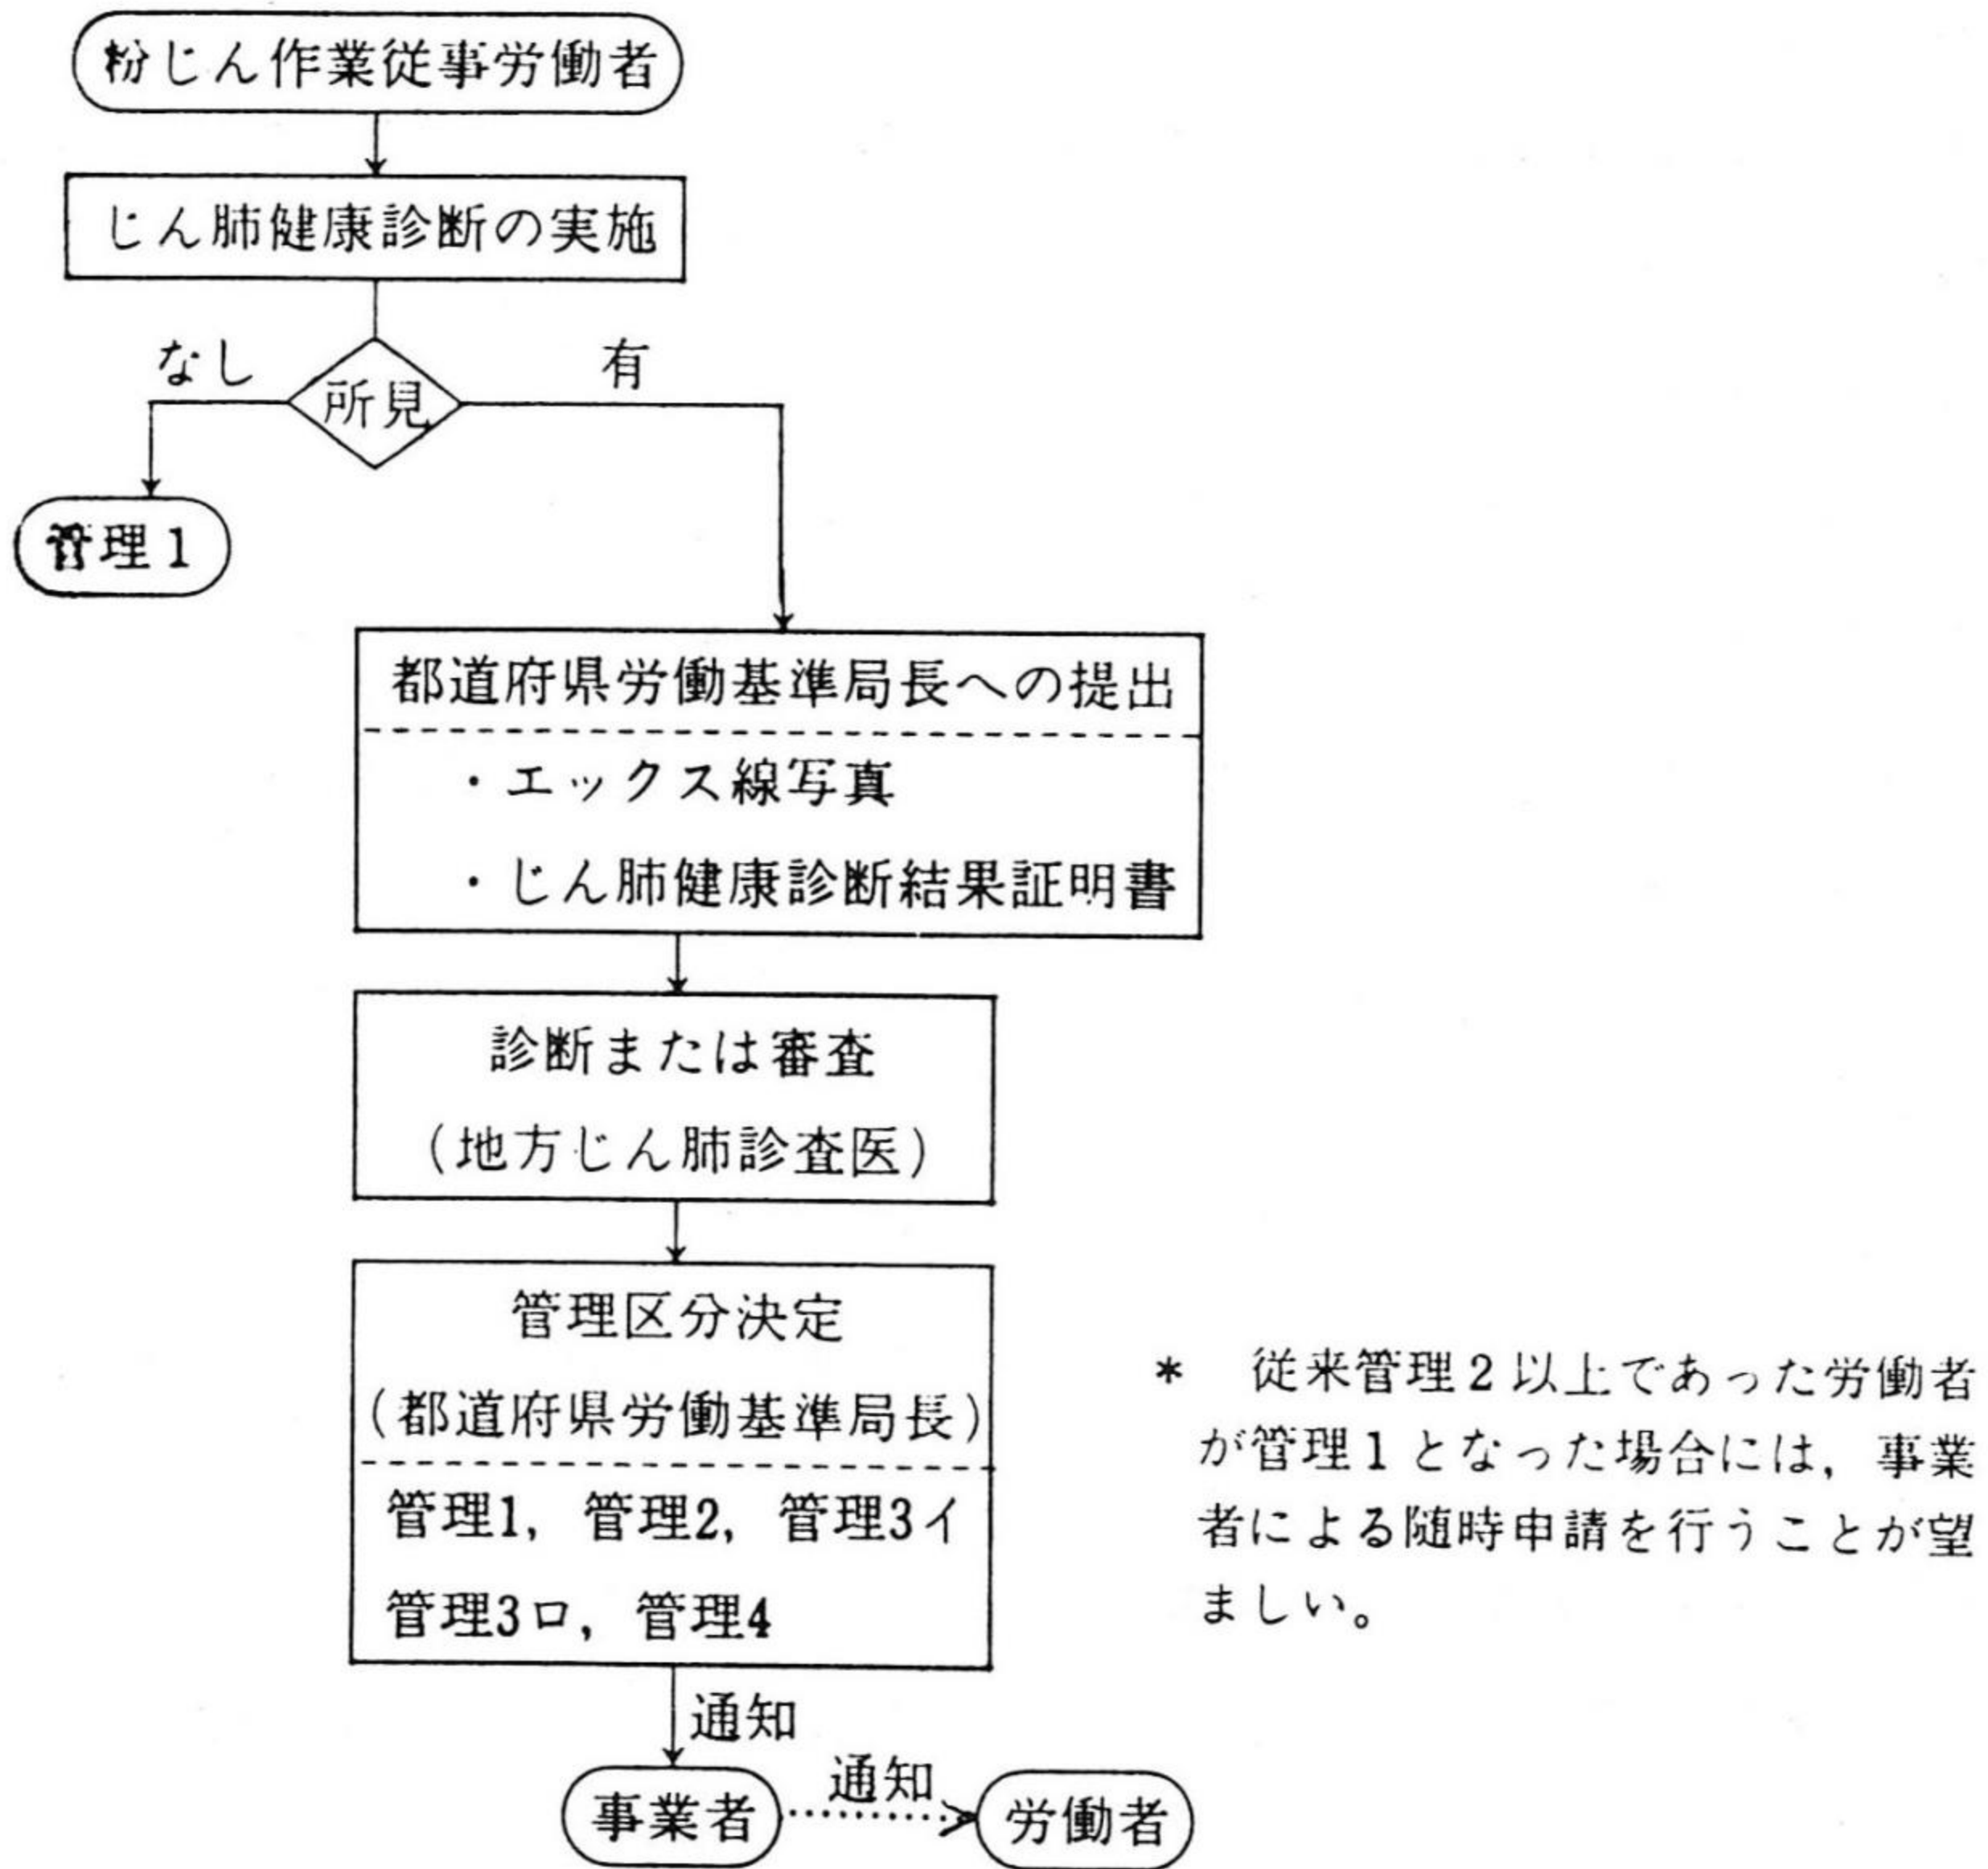 粉じん作業従事労働者
じん肺健康診断の実施
なし
有
所見
管理1
都道府県労働基準局長への提出
・エックス線写真
・じん肺健康診断結果証明書
診断または審査
(地方じん肺診査医)
管理区分決定
(都道府県労働基準局長)
管理1, 管理2, 管理3イ
管理3ロ, 管理4
* 従来管理2以上であった労働者
が管理1となった場合には, 事業
者による随時申請を行うことが望
ましい。
通知
通知
事業者
労働者